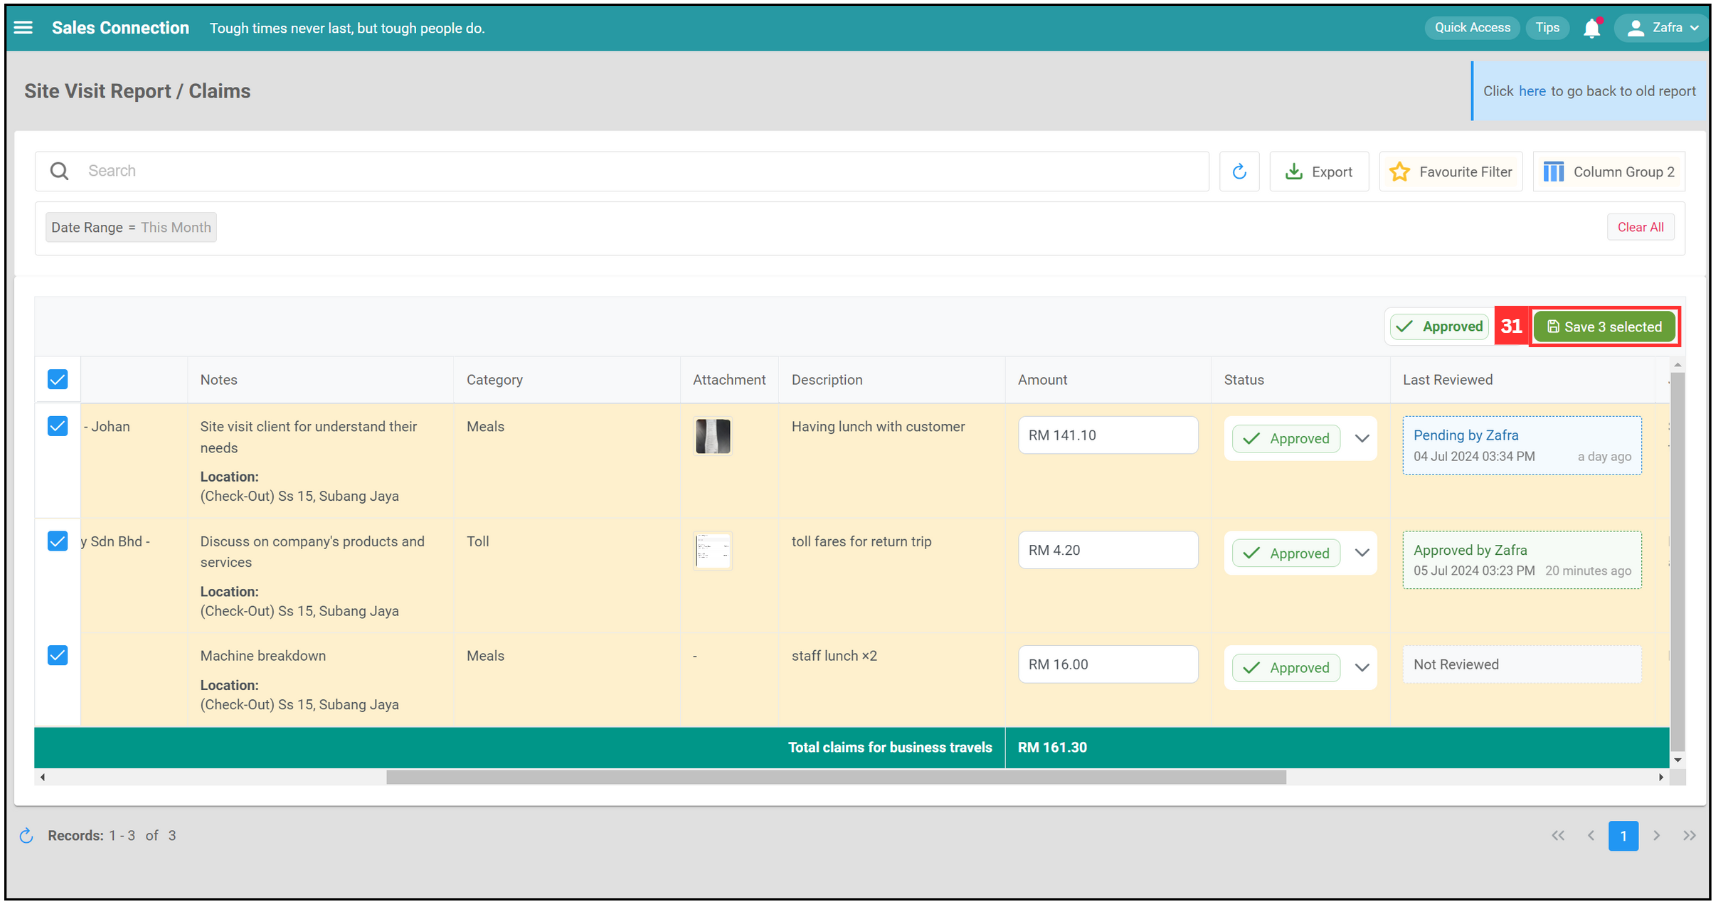 Sales Connection Tough times never last, but tough people do. Quick Access Tips Zafra
Site Visit Report / Claims
Click here to go back to old report
Search Export Favourite Filter Column Group 2
Date Range = This Month Clear All
Approved 31 Save 3 selected
Notes Category Attachment Description Amount Status Last Reviewed
- Johan Site visit client for understand their Meals Having lunch with customer RM 141.10 Approved Pending by Zafra
needs 04 Jul 2024 03:34 PM a day ago
Location:
(Check-Out) Ss 15, Subang Jaya
y Sdn Bhd - Discuss on company's products and Toll toll fares for return trip RM 4.20 Approved Approved by Zafra
services 05 Jul 2024 03:23 PM 20 minutes ago
Location:
(Check-Out) Ss 15, Subang Jaya
Machine breakdown Meals - staff lunch ×2 RM 16.00 Approved Not Reviewed
Location:
(Check-Out) Ss 15, Subang Jaya
Total claims for business travels RM 161.30
Records: 1 - 3 of 3 1